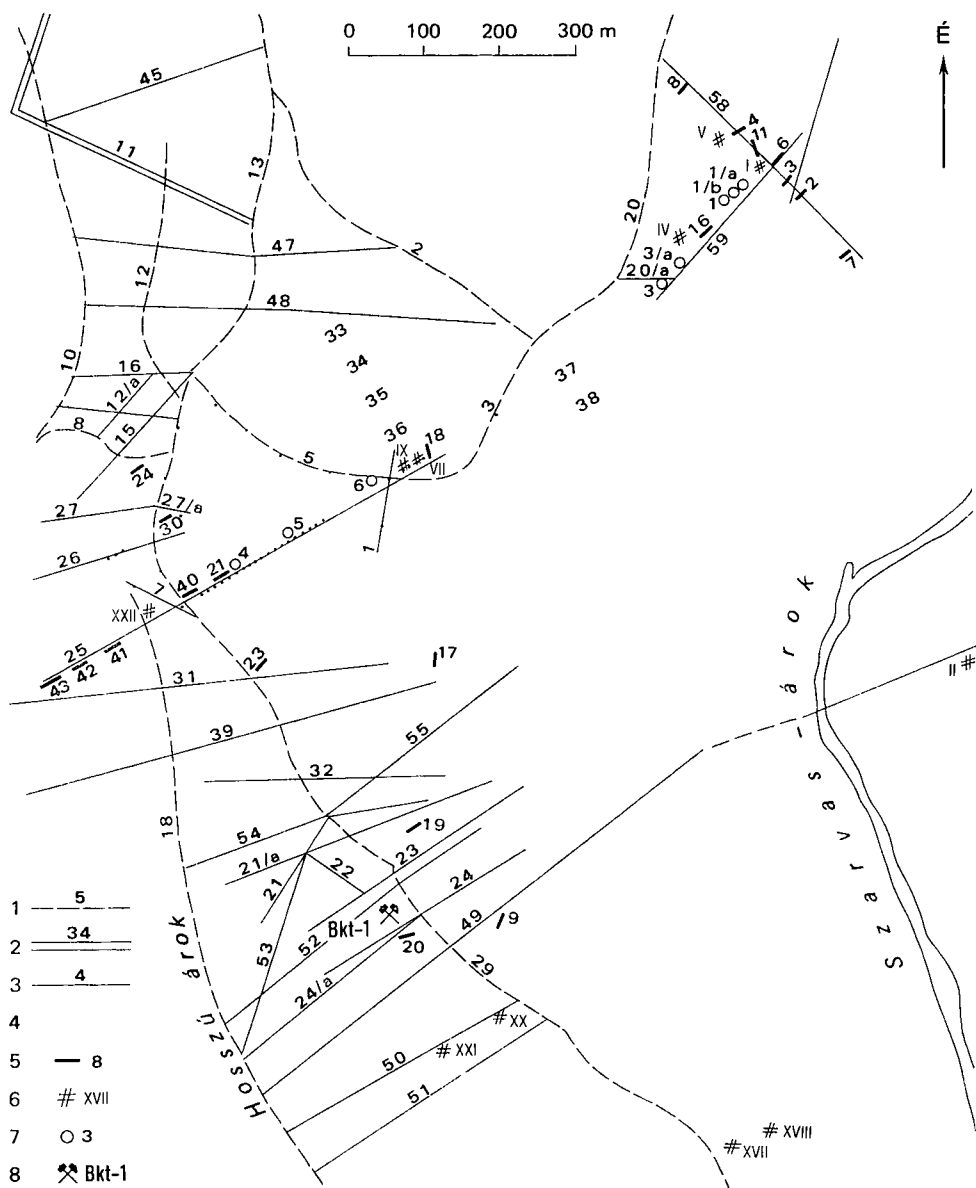 0 100 200 300 m
É
45
11
13
8
58
4
11
V
I
6
1/a
3
1/b
1
2
20
16
IV
59
3/a
20/a
3
7
47
2
12
48
33
10
34
37
16
12/a
35
38
3
8
15
36
18
5
IX
VII
24
6
27
27/a
30
5
26
1
4
21
7
40
XXII
25
41
42
43
23
17
31
II
39
55
32
18
54
19
21/a
23
22
21
24
Bkt-1
52
49
9
20
53
24/a
29
XX
50
XXI
51
XVIII
XVII
Hosszú árok
Szarvas-árok
1 5
2 34
3 4
4
5 8
6 XVII
7 3
8 Bkt-1